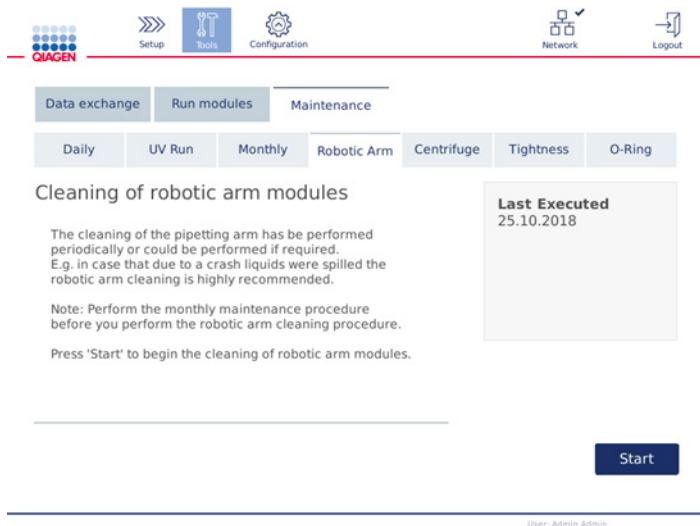 QIAGEN
Setup
Tools
Configuration
Network
Logout
Data exchange
Run modules
Maintenance
Daily
UV Run
Monthly
Robotic Arm
Centrifuge
Tightness
O-Ring
Cleaning of robotic arm modules
The cleaning of the pipetting arm has be performed
periodically or could be performed if required.
E.g. in case that due to a crash liquids were spilled the
robotic arm cleaning is highly recommended.
Note: Perform the monthly maintenance procedure
before you perform the robotic arm cleaning procedure.
Press 'Start' to begin the cleaning of robotic arm modules.
Last Executed
25.10.2018
Start
User: Admin Admin